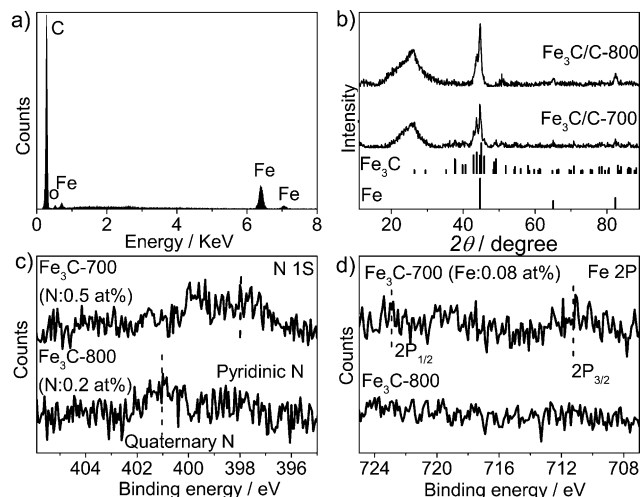 a)
C
Counts
O
Fe
Fe
Fe
0 2 4 6 8
Energy / KeV
b)
Intensity
Fe3C/C-800
Fe3C/C-700
Fe3C
Fe
20 40 60 80
2θ / degree
c)
Fe3C-700
(N:0.5 at%)
N 1S
Counts
Fe3C-800
(N:0.2 at%)
Pyridinic N
Quaternary N
404 402 400 398 396
Binding energy / eV
d)
Fe3C-700 (Fe:0.08 at%)
Fe 2P
Counts
2P1/2
2P3/2
Fe3C-800
724 720 716 712 708
Binding energy / eV